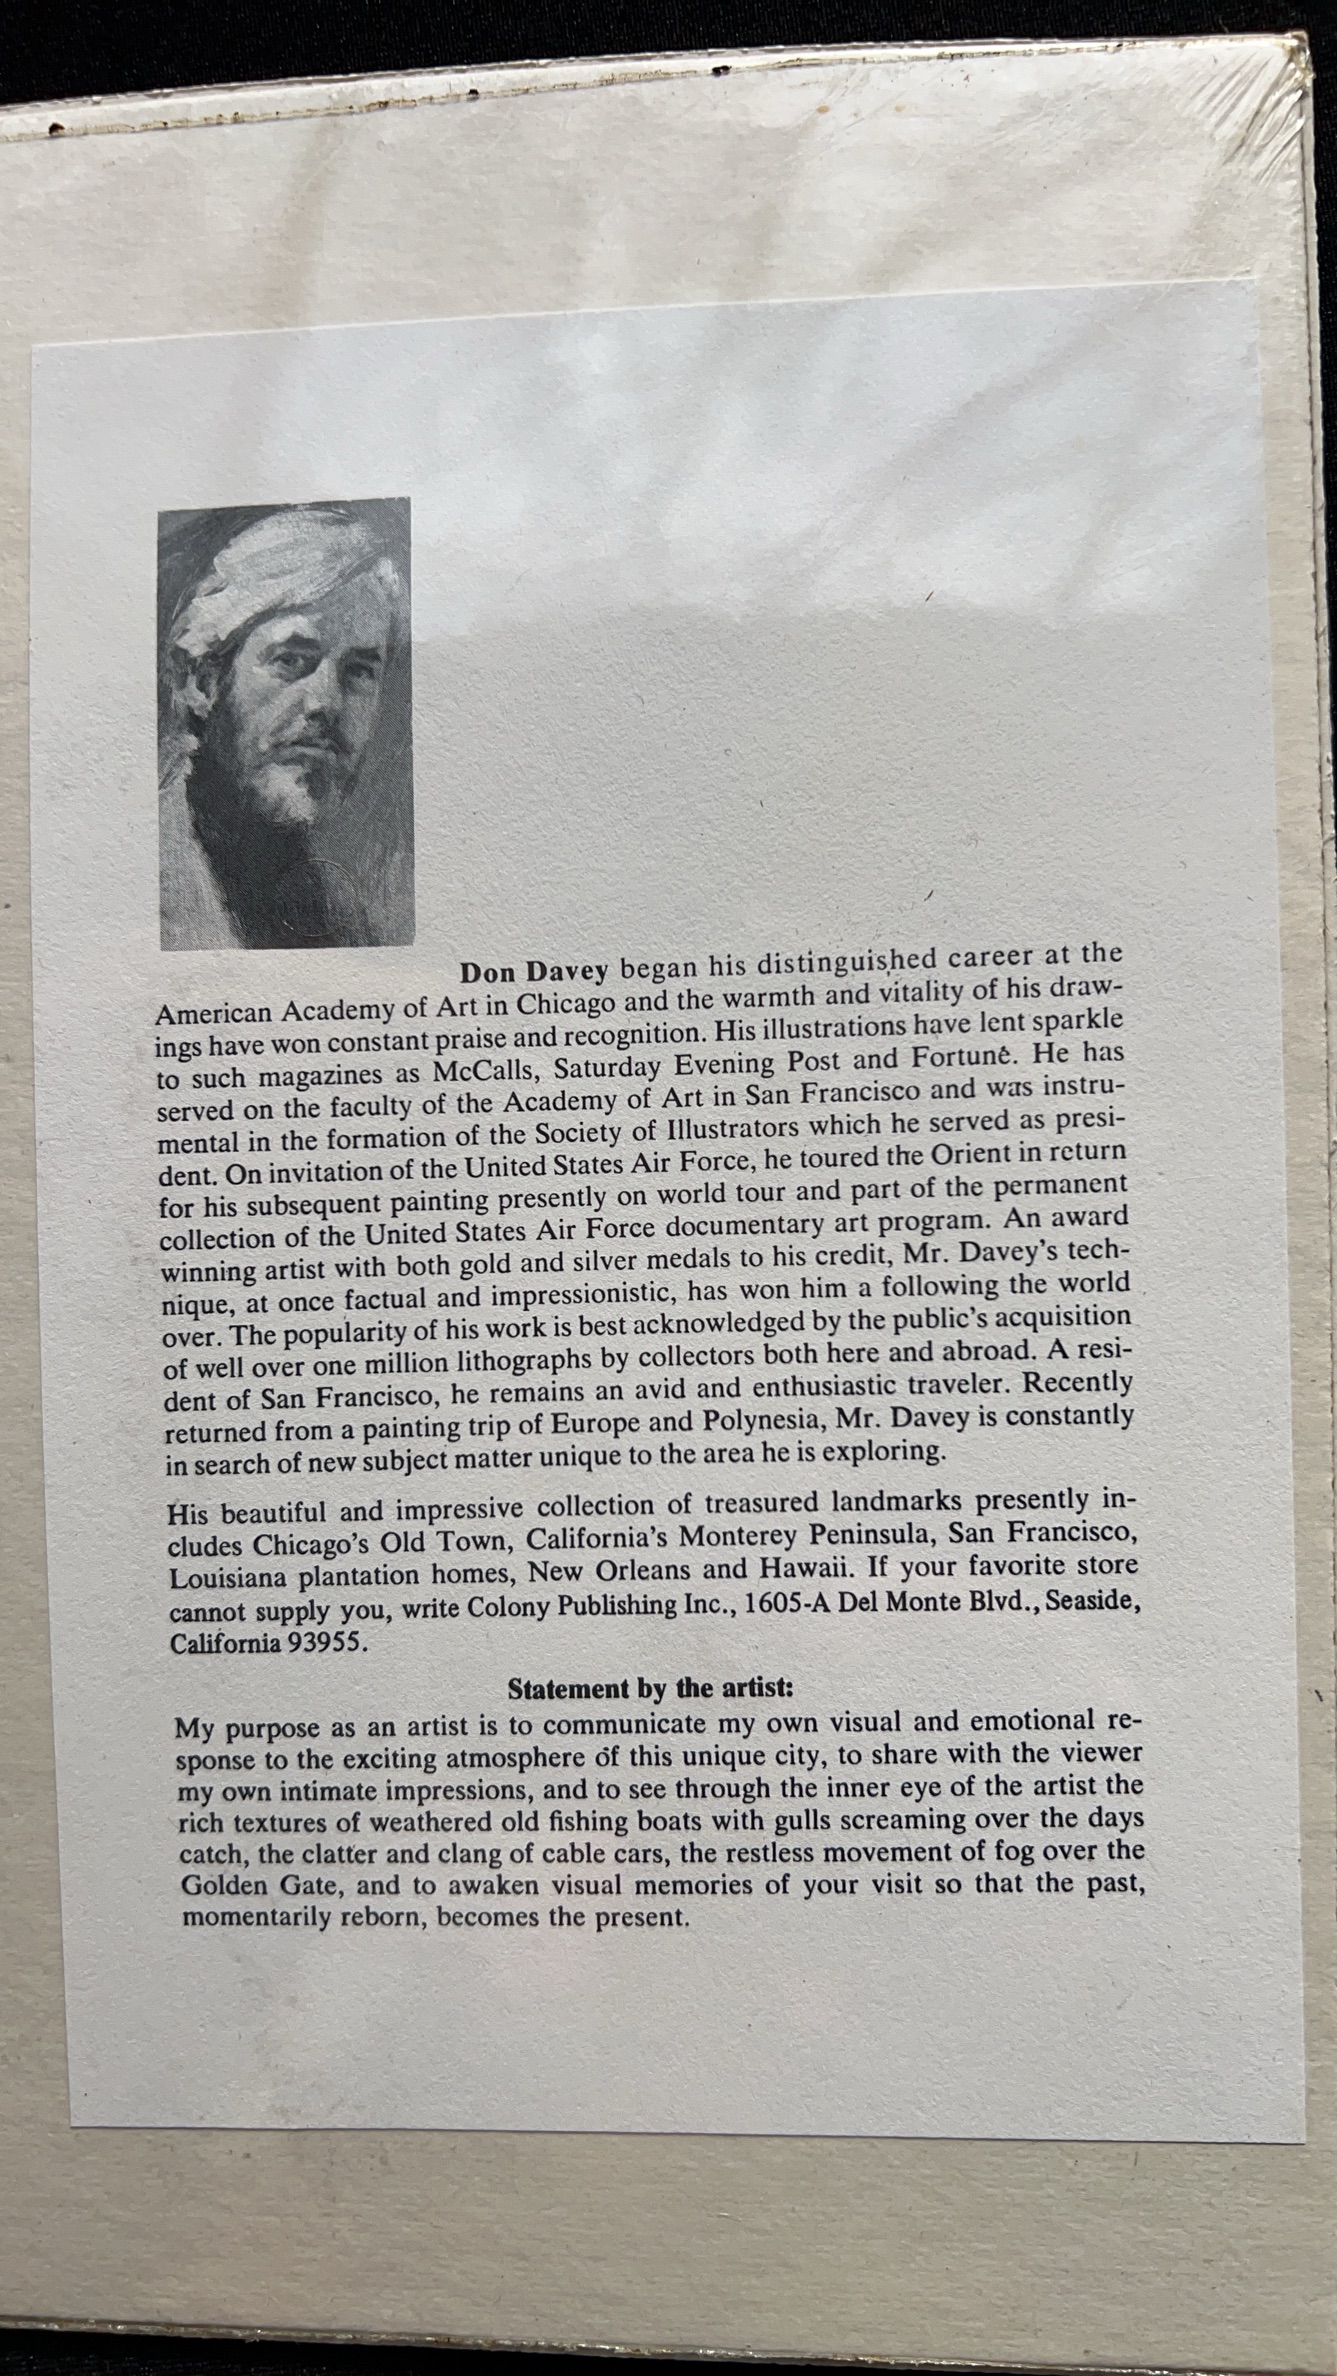 Don Davey began his distinguished career at the
American Academy of Art in Chicago and the warmth and vitality of his draw-
ings have won constant praise and recognition. His illustrations have lent sparkle
to such magazines as McCalls, Saturday Evening Post and Fortune. He has
served on the faculty of the Academy of Art in San Francisco and was instru-
mental in the formation of the Society of Illustrators which he served as presi-
dent. On invitation of the United States Air Force, he toured the Orient in return
for his subsequent painting presently on world tour and part of the permanent
collection of the United States Air Force documentary art program. An award
winning artist with both gold and silver medals to his credit, Mr. Davey's tech-
nique, at once factual and impressionistic, has won him a following the world
over. The popularity of his work is best acknowledged by the public's acquisition
of well over one million lithographs by collectors both here and abroad. A resi-
dent of San Francisco, he remains an avid and enthusiastic traveler. Recently
returned from a painting trip of Europe and Polynesia, Mr. Davey is constantly
in search of new subject matter unique to the area he is exploring.
His beautiful and impressive collection of treasured landmarks presently in-
cludes Chicago's Old Town, California's Monterey Peninsula, San Francisco,
Louisiana plantation homes, New Orleans and Hawaii. If your favorite store
cannot supply you, write Colony Publishing Inc., 1605-A Del Monte Blvd., Seaside,
California 93955.
Statement by the artist:
My purpose as an artist is to communicate my own visual and emotional re-
sponse to the exciting atmosphere of this unique city, to share with the viewer
my own intimate impressions, and to see through the inner eye of the artist the
rich textures of weathered old fishing boats with gulls screaming over the days
catch, the clatter and clang of cable cars, the restless movement of fog over the
Golden Gate, and to awaken visual memories of your visit so that the past,
momentarily reborn, becomes the present.